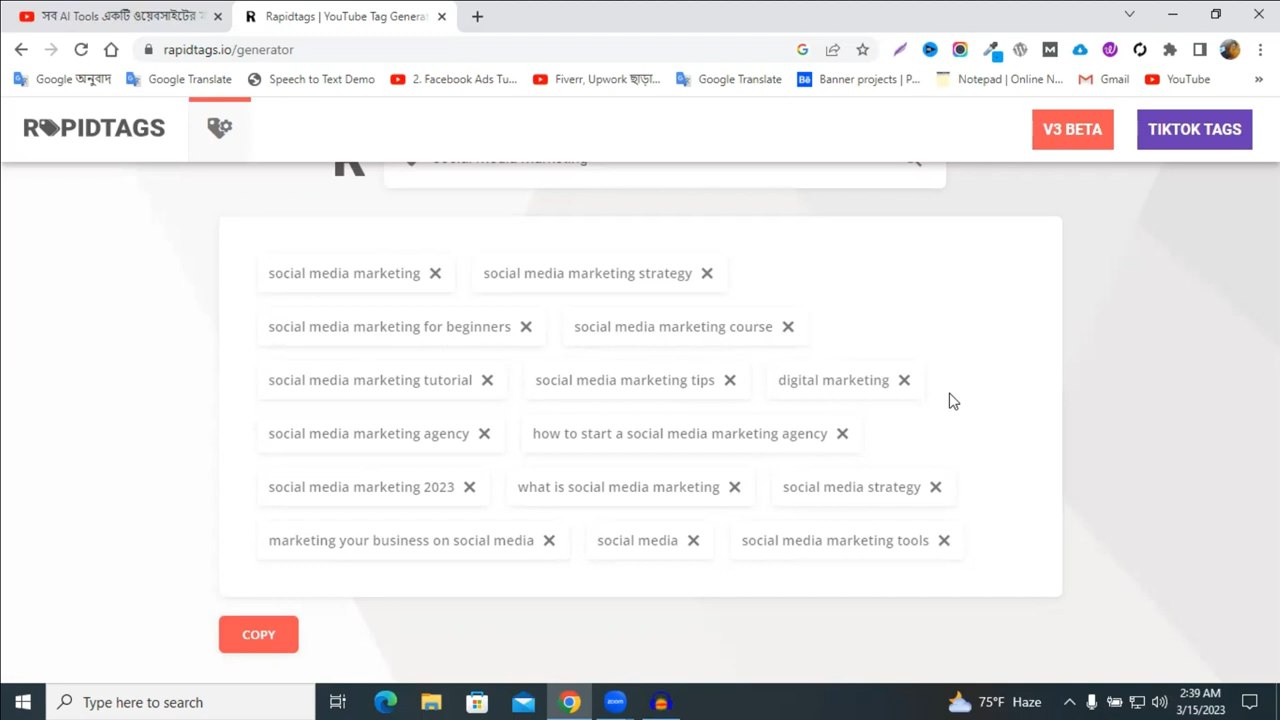 সব AI Tools একটি ওয়েবসাইটের
Rapidtags | YouTube Tag Genera
rapidtags.io/generator
Google অনুবাদ
Google Translate
Speech to Text Demo
2. Facebook Ads Tu...
Fiverr, Upwork ছাড়া...
Google Translate
Banner projects | P...
Notepad | Online N...
Gmail
YouTube
RAPIDTAGS
V3 BETA
TIKTOK TAGS
social media marketing
R
social media marketing
social media marketing strategy
social media marketing for beginners
social media marketing course
social media marketing tutorial
social media marketing tips
digital marketing
social media marketing agency
how to start a social media marketing agency
social media marketing 2023
what is social media marketing
social media strategy
marketing your business on social media
social media
social media marketing tools
COPY
Type here to search
zoom
75°F Haze
2:39 AM
3/15/2023